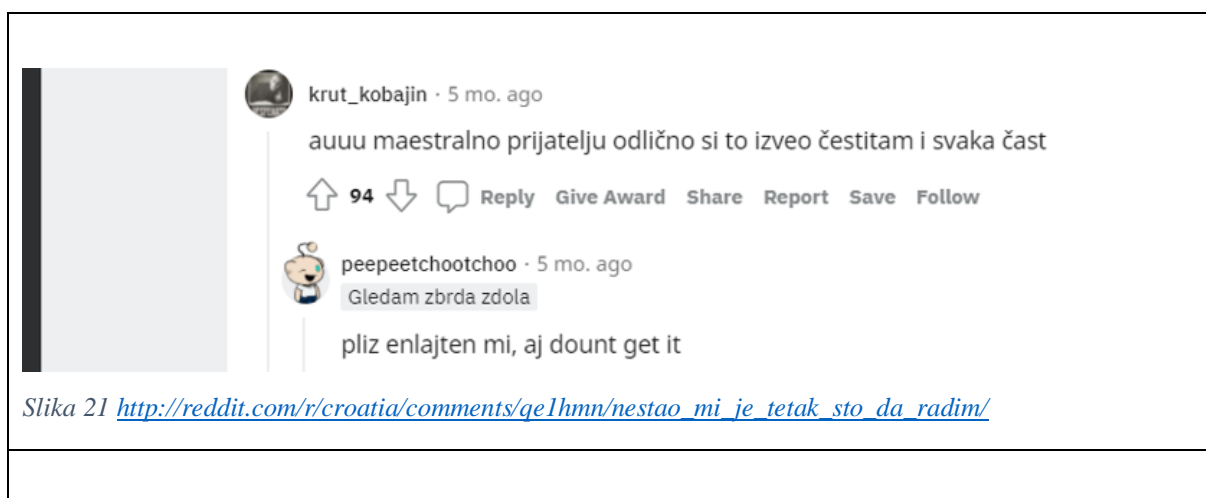 krut_kobajin · 5 mo. ago
auuu maestralno prijatelju odlično si to izveo čestitam i svaka čast
94 Reply Give Award Share Report Save Follow
peepeetchootchoo · 5 mo. ago
Gledam zbrda zdola
pliz enlajten mi, aj dount get it
Slika 21 http://reddit.com/r/croatia/comments/qe1hmn/nestao_mi_je_tetak_sto_da_radim/